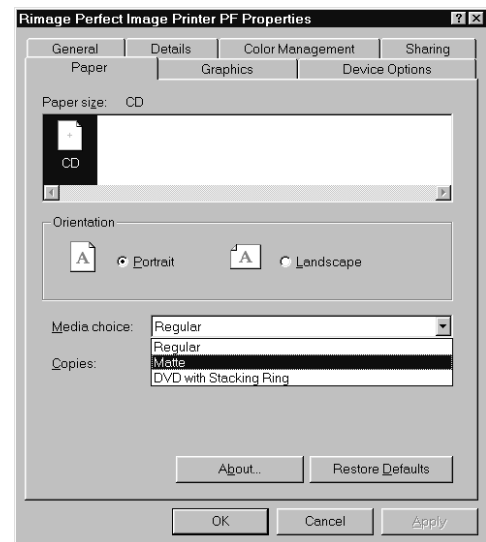 Rimage Perfect Image Printer PF Properties
General Details Color Management Sharing
Paper Graphics Device Options
Paper size: CD
CD
Orientation
A Portrait A Landscape
Media choice: Regular
Regular
Copies: Matte
DVD with Stacking Ring
About... Restore Defaults
OK Cancel Apply